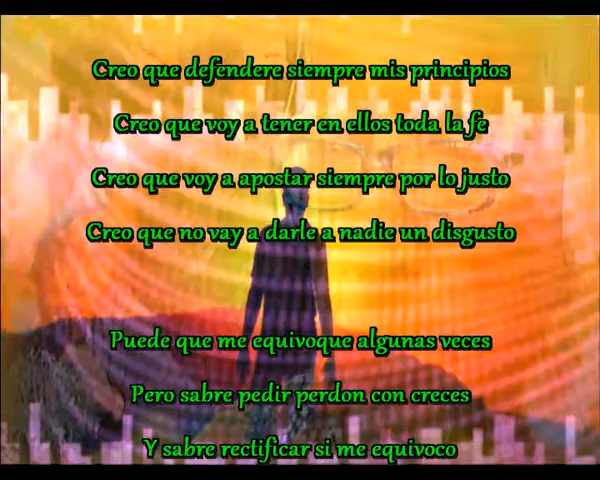 Creo que defendere siempre mis principios
Creo que voy a tener en ellos toda la fe
Creo que voy a apostar siempre por lo justo
Creo que no vay a darle a nadie un disgusto
Puede que me equivoque algunas veces
Pero sabre pedir perdon con creces
Y sabre rectificar si me equivoco